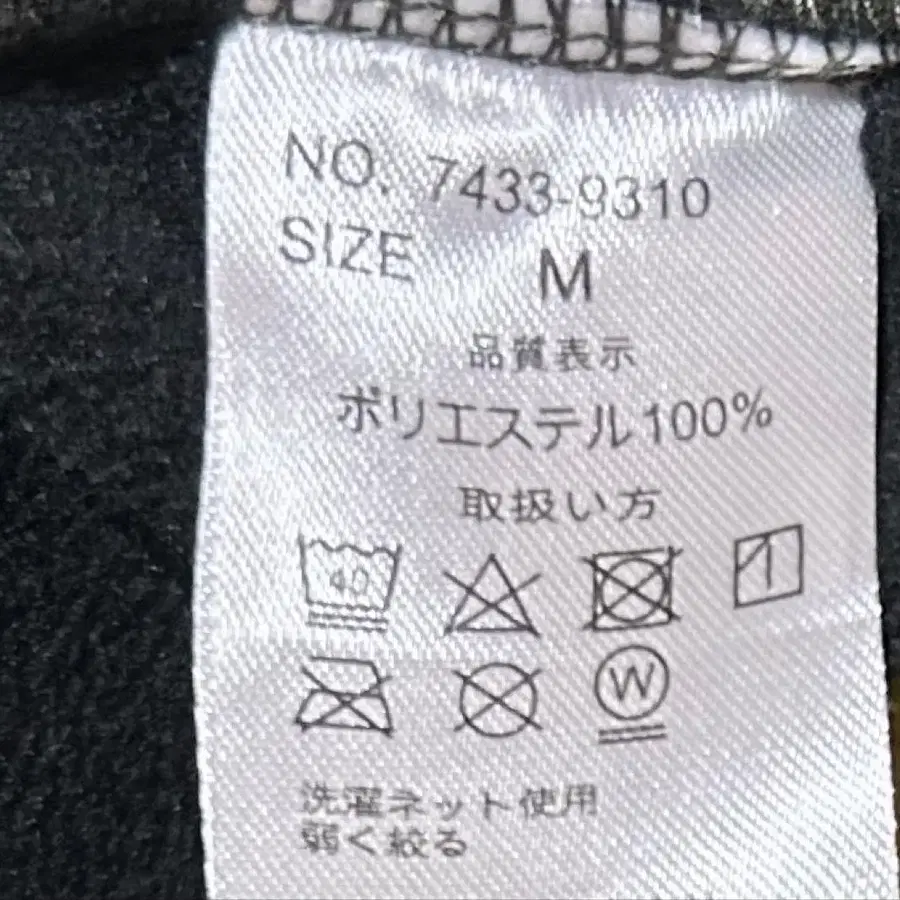 NO. 7433-9310
SIZE M
品質表示
ポリエステル100%
取扱い方
40
W
洗濯ネット使用
弱く絞る